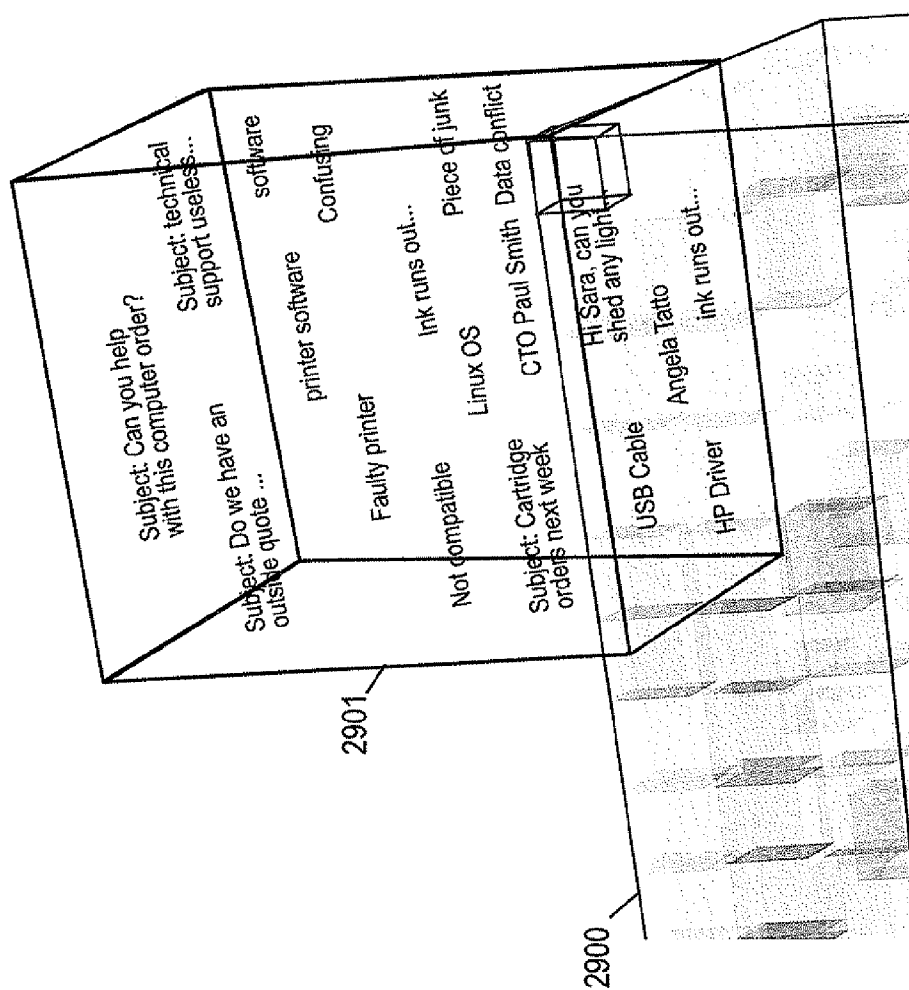 Subject: Can you help
with this computer order?
Subject: technical
support useless...
Subject: Do we have an
outside quote ...
software
printer software
Confusing
Faulty printer
Ink runs out...
Piece of junk
Not compatible
Linux OS
Data conflict
CTO Paul Smith
Subject: Cartridge
orders next week
Hi Sara, can you
shed any light...
USB Cable
Angela Tatto
ink runs out...
HP Driver
2901
2900